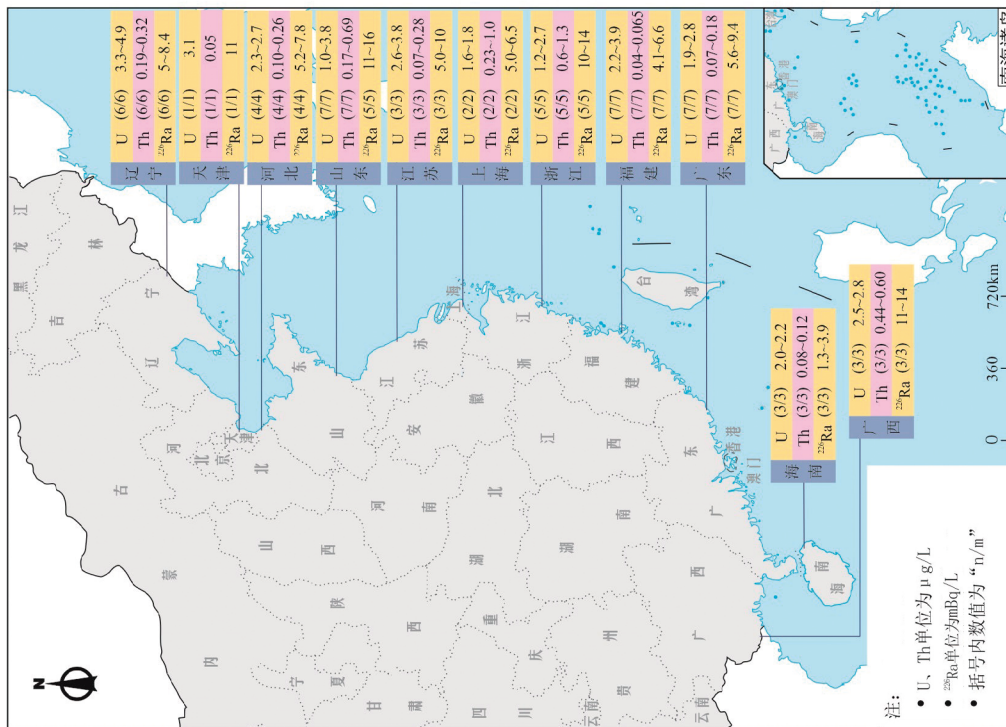 辽宁
U (6/6) 3.3~4.9
Th (6/6) 0.19~0.32
²²⁶Ra (6/6) 5~8.4
天津
U (1/1) 3.1
Th (1/1) 0.05
²²⁶Ra (1/1) 11
河北
U (4/4) 2.3~2.7
Th (4/4) 0.10~0.26
²²⁶Ra (4/4) 5.2~7.8
山东
U (7/7) 1.0~3.8
Th (7/7) 0.17~0.69
²²⁶Ra (5/5) 11~16
江苏
U (3/3) 2.6~3.8
Th (3/3) 0.07~0.28
²²⁶Ra (3/3) 5.0~10
上海
U (2/2) 1.6~1.8
Th (2/2) 0.23~1.0
²²⁶Ra (2/2) 5.0~6.5
浙江
U (5/5) 1.2~2.7
Th (5/5) 0.6~1.3
²²⁶Ra (5/5) 10~14
福建
U (7/7) 2.2~3.9
Th (7/7) 0.04~0.065
²²⁶Ra (7/7) 4.1~6.6
广东
U (7/7) 1.9~2.8
Th (7/7) 0.07~0.18
²²⁶Ra (7/7) 5.6~9.4
海南
U (3/3) 2.0~2.2
Th (3/3) 0.08~0.12
²²⁶Ra (3/3) 1.3~3.9
广西
U (3/3) 2.5~2.8
Th (3/3) 0.44~0.60
²²⁶Ra (3/3) 11~14
N
黑龙江
吉林
辽宁
内蒙古
河北
北京
天津
山西
山东
宁夏
陕西
甘肃
河南
江苏
安徽
上海
湖北
重庆
四川
浙江
江西
湖南
贵州
福建
云南
云南
广西
广东
香港
澳门
台湾
海南
广西
广东
香港
澳门
海南
南海诸岛
0 360 720km
注:
• U、Th单位为μg/L
• ²²⁶Ra单位为mBq/L
• 括号内数值为“n/m”